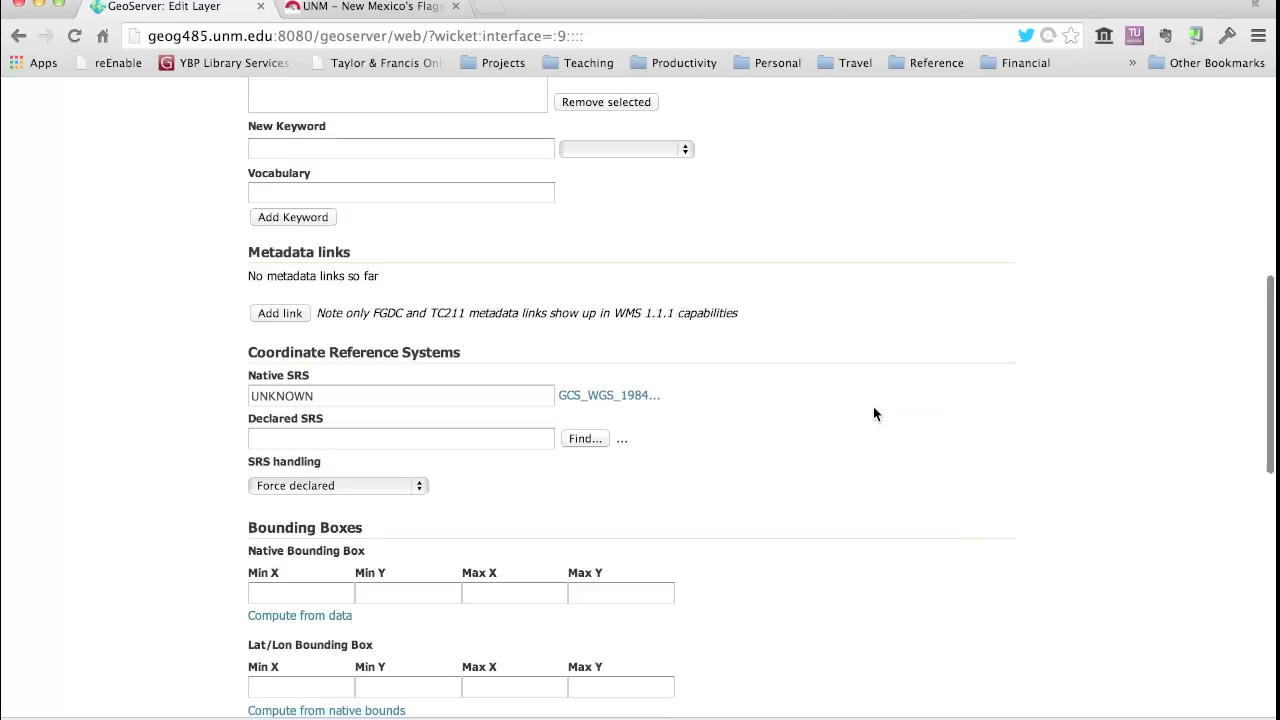 GeoServer: Edit Layer × UNM – New Mexico's Flags ×
geog485.unm.edu:8080/geoserver/web/?wicket:interface=:9::::
Apps reEnable YBP Library Service Taylor & Francis On Projects Teaching Productivity Personal Travel Reference Financial » Other Bookmarks
Remove selected
New Keyword
Vocabulary
Add Keyword
Metadata links
No metadata links so far
Add link Note only FGDC and TC211 metadata links show up in WMS 1.1.1 capabilities
Coordinate Reference Systems
Native SRS
UNKNOWN GCS_WGS_1984...
Declared SRS
Find... ...
SRS handling
Force declared
Bounding Boxes
Native Bounding Box
Min X Min Y Max X Max Y
Compute from data
Lat/Lon Bounding Box
Min X Min Y Max X Max Y
Compute from native bounds